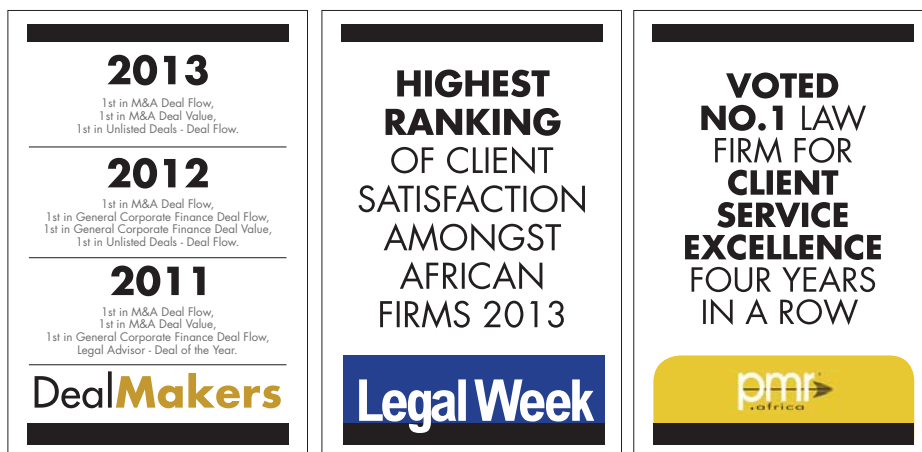 2013
1st in M&A Deal Flow,
1st in M&A Deal Value,
1st in Unlisted Deals - Deal Flow.
2012
1st in M&A Deal Flow,
1st in General Corporate Finance Deal Flow,
1st in General Corporate Finance Deal Value,
1st in Unlisted Deals - Deal Flow.
2011
1st in M&A Deal Flow,
1st in M&A Deal Value,
1st in General Corporate Finance Deal Flow,
Legal Advisor - Deal of the Year.
DealMakers
HIGHEST
RANKING
OF CLIENT
SATISFACTION
AMONGST
AFRICAN
FIRMS 2013
Legal Week
VOTED
NO.1 LAW
FIRM FOR
CLIENT
SERVICE
EXCELLENCE
FOUR YEARS
IN A ROW
pmr
.africa